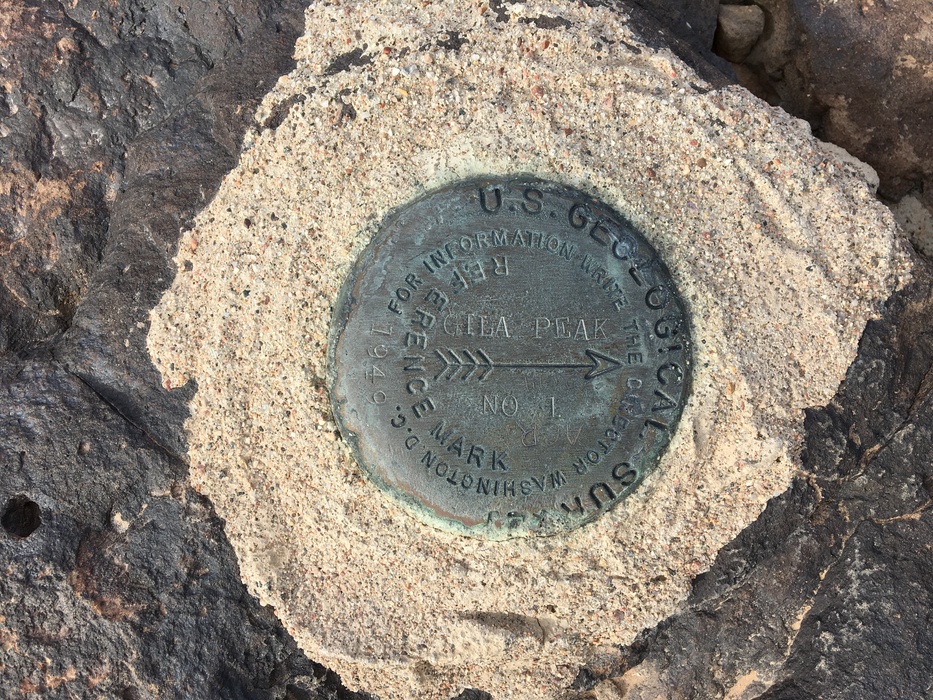 U.S. GEOLOGICAL SURVEY
FOR INFORMATION WRITE THE DIRECTOR WASHINGTON D.C.
REFERENCE MARK
GILA PEAK
NO 1
1949